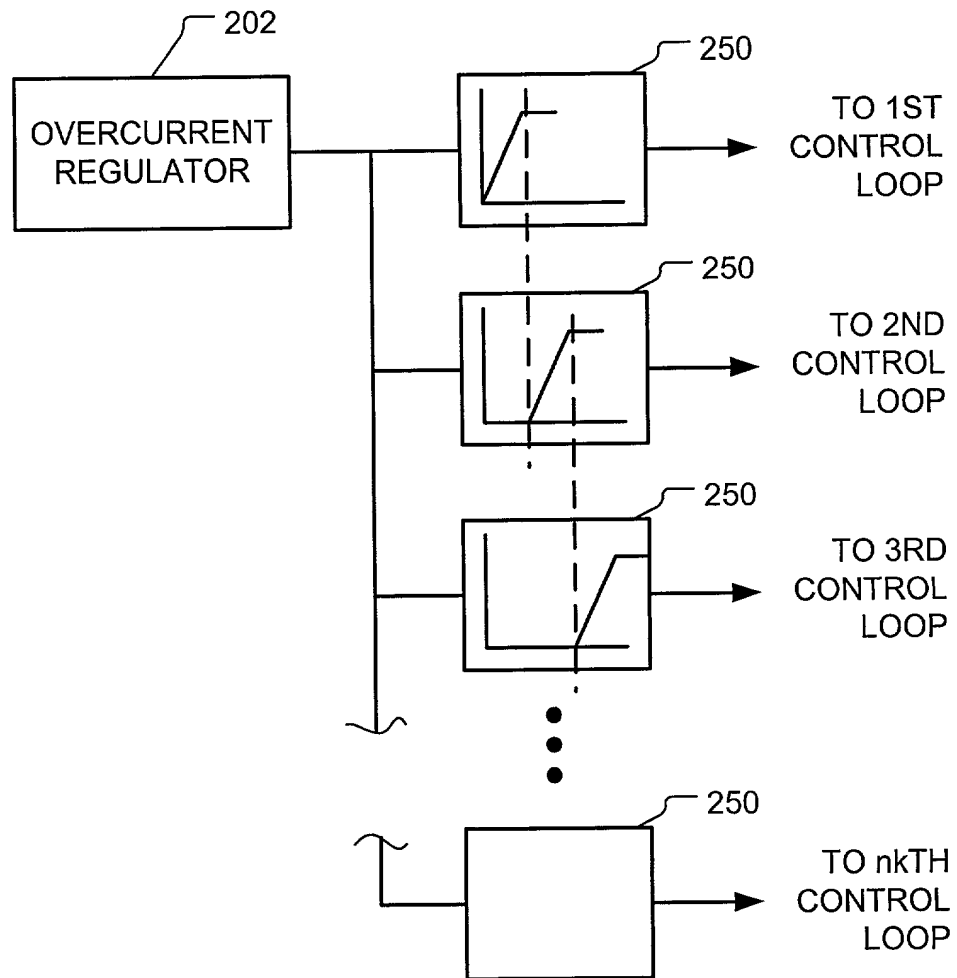 202
OVERCURRENT
REGULATOR
250
TO 1ST
CONTROL
LOOP
250
TO 2ND
CONTROL
LOOP
250
TO 3RD
CONTROL
LOOP
250
TO nkTH
CONTROL
LOOP